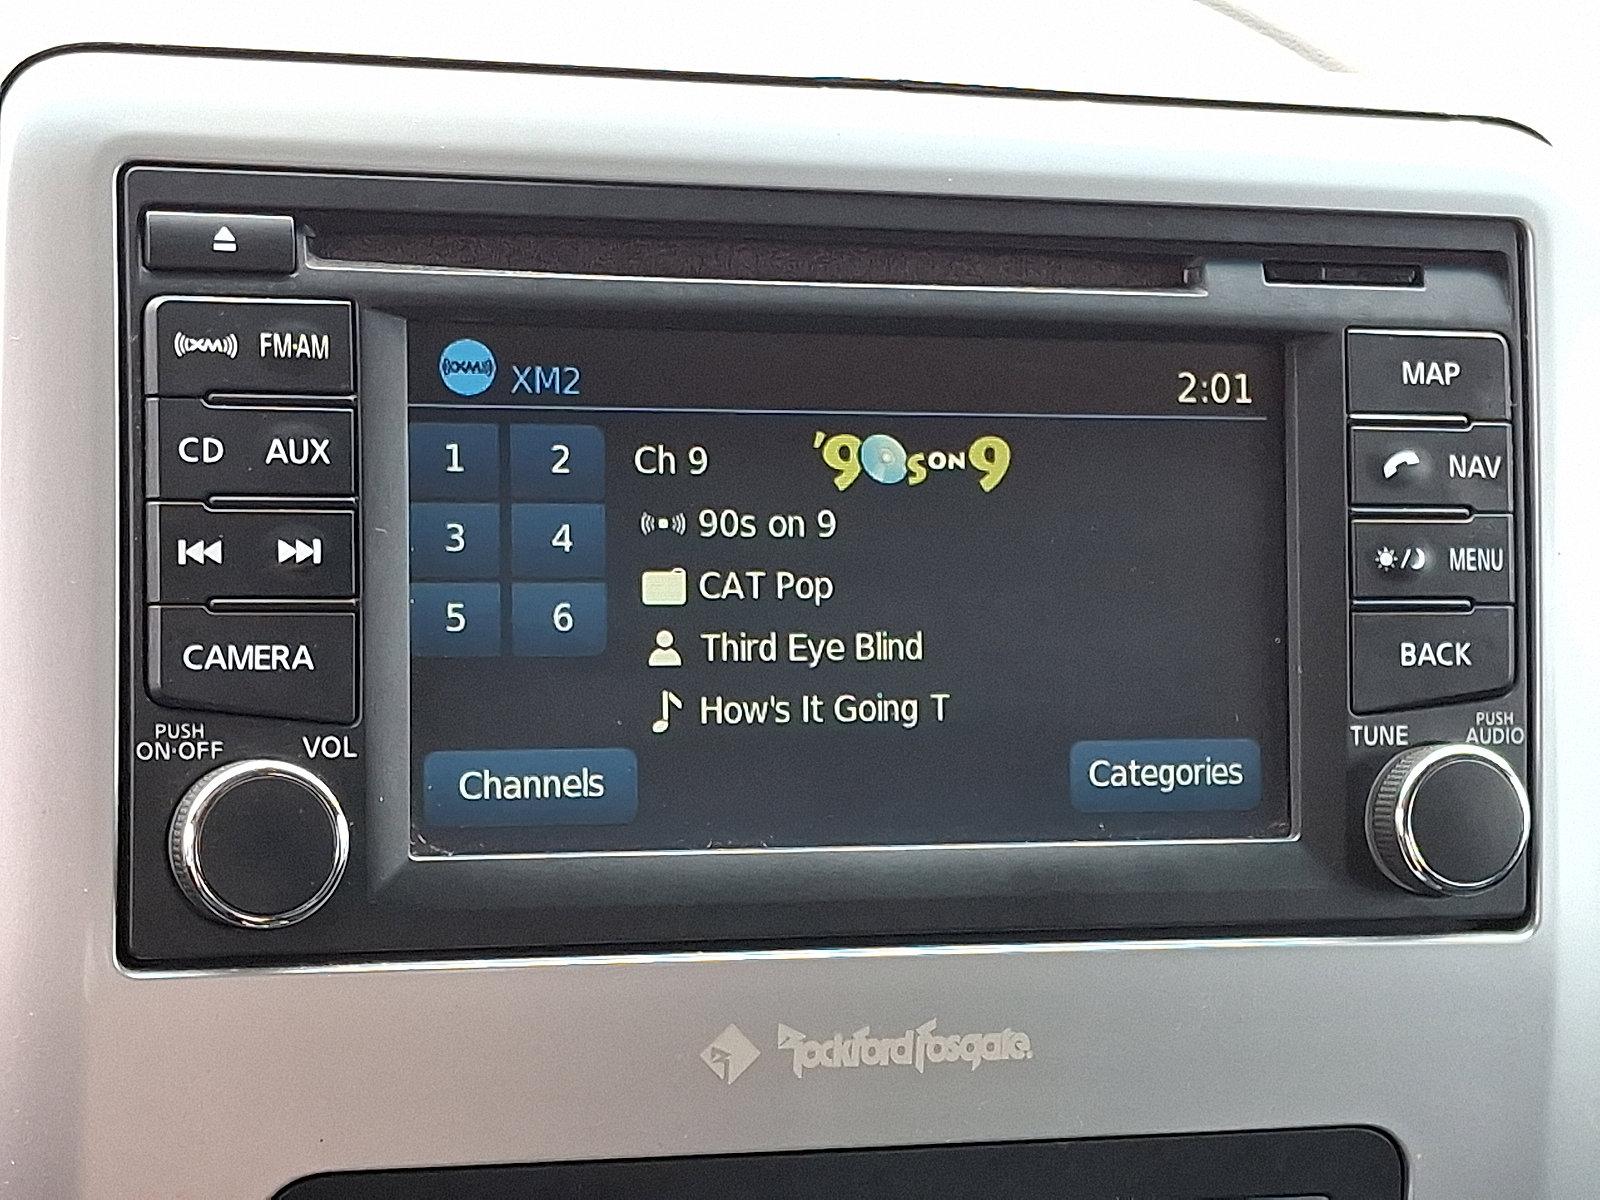 XM FM·AM
CD AUX
CAMERA
PUSH
ON·OFF
VOL
XM XM2
2:01
1 2
3 4
5 6
Ch 9
'90s ON 9
90s on 9
CAT Pop
Third Eye Blind
How's It Going T
Channels
Categories
MAP
NAV
MENU
BACK
TUNE
PUSH
AUDIO
Rockford Fosgate